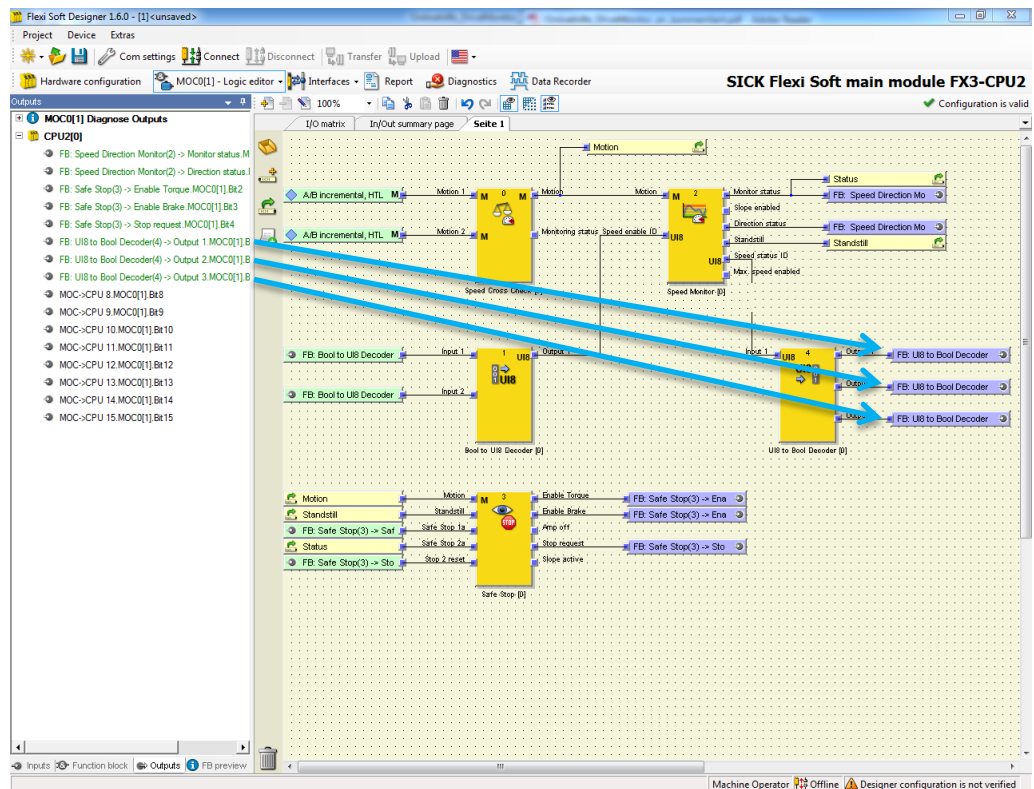 Flexi Soft Designer 1.6.0 - [1]<unsaved>
Project Device Extras
Com settings Connect Disconnect Transfer Upload
Hardware configuration MOC0[1] - Logic editor Interfaces Report Diagnostics Data Recorder SICK Flexi Soft main module FX3-CPU2
Outputs 100% Configuration is valid
MOC0[1] Diagnose Outputs
CPU2[0]
FB: Speed Direction Monitor(2) -> Monitor status.M
FB: Speed Direction Monitor(2) -> Direction status.
FB: Safe Stop(3) -> Enable Torque.MOC0[1].Bit2
FB: Safe Stop(3) -> Enable Brake.MOC0[1].Bit3
FB: Safe Stop(3) -> Stop request.MOC0[1].Bit4
FB: UI8 to Bool Decoder(4) -> Output 1.MOC0[1].B
FB: UI8 to Bool Decoder(4) -> Output 2.MOC0[1].B
FB: UI8 to Bool Decoder(4) -> Output 3.MOC0[1].B
MOC->CPU 8.MOC0[1].Bit8
MOC->CPU 9.MOC0[1].Bit9
MOC->CPU 10.MOC0[1].Bit10
MOC->CPU 11.MOC0[1].Bit11
MOC->CPU 12.MOC0[1].Bit12
MOC->CPU 13.MOC0[1].Bit13
MOC->CPU 14.MOC0[1].Bit14
MOC->CPU 15.MOC0[1].Bit15
I/O matrix In/Out summary page Seite 1
Motion
Status
A/B incremental, HTL M Motion 1 M 0 M Motion Motion M 2 Monitor status FB: Speed Direction Mo
Slope enabled
Direction status FB: Speed Direction Mo
A/B incremental, HTL M Motion 2 M Monitoring status Speed enable ID UI8 Standstill Standstill
UI8 Speed status ID
Max. speed enabled
Speed Cross Check [0] Speed Monitor [0]
FB: Bool to UI8 Decoder Input 1 1 UI8 Output Input 1 UI8 4 FB: UI8 to Bool Decoder
UI8
FB: Bool to UI8 Decoder Input 2 FB: UI8 to Bool Decoder
FB: UI8 to Bool Decoder
Bool to UI8 Decoder [0] UI8 to Bool Decoder [0]
Motion Motion M 3 Enable Torque FB: Safe Stop(3) -> Ena
Standstill Standstill Enable Brake FB: Safe Stop(3) -> Ena
STOP
FB: Safe Stop(3) -> Saf Safe Stop 1a Amp off
Status Safe Stop 2a Stop request FB: Safe Stop(3) -> Sto
FB: Safe Stop(3) -> Sto Stop 2 reset Slope active
Safe Stop [0]
Inputs Function block Outputs FB preview
Machine Operator Offline Designer configuration is not verified